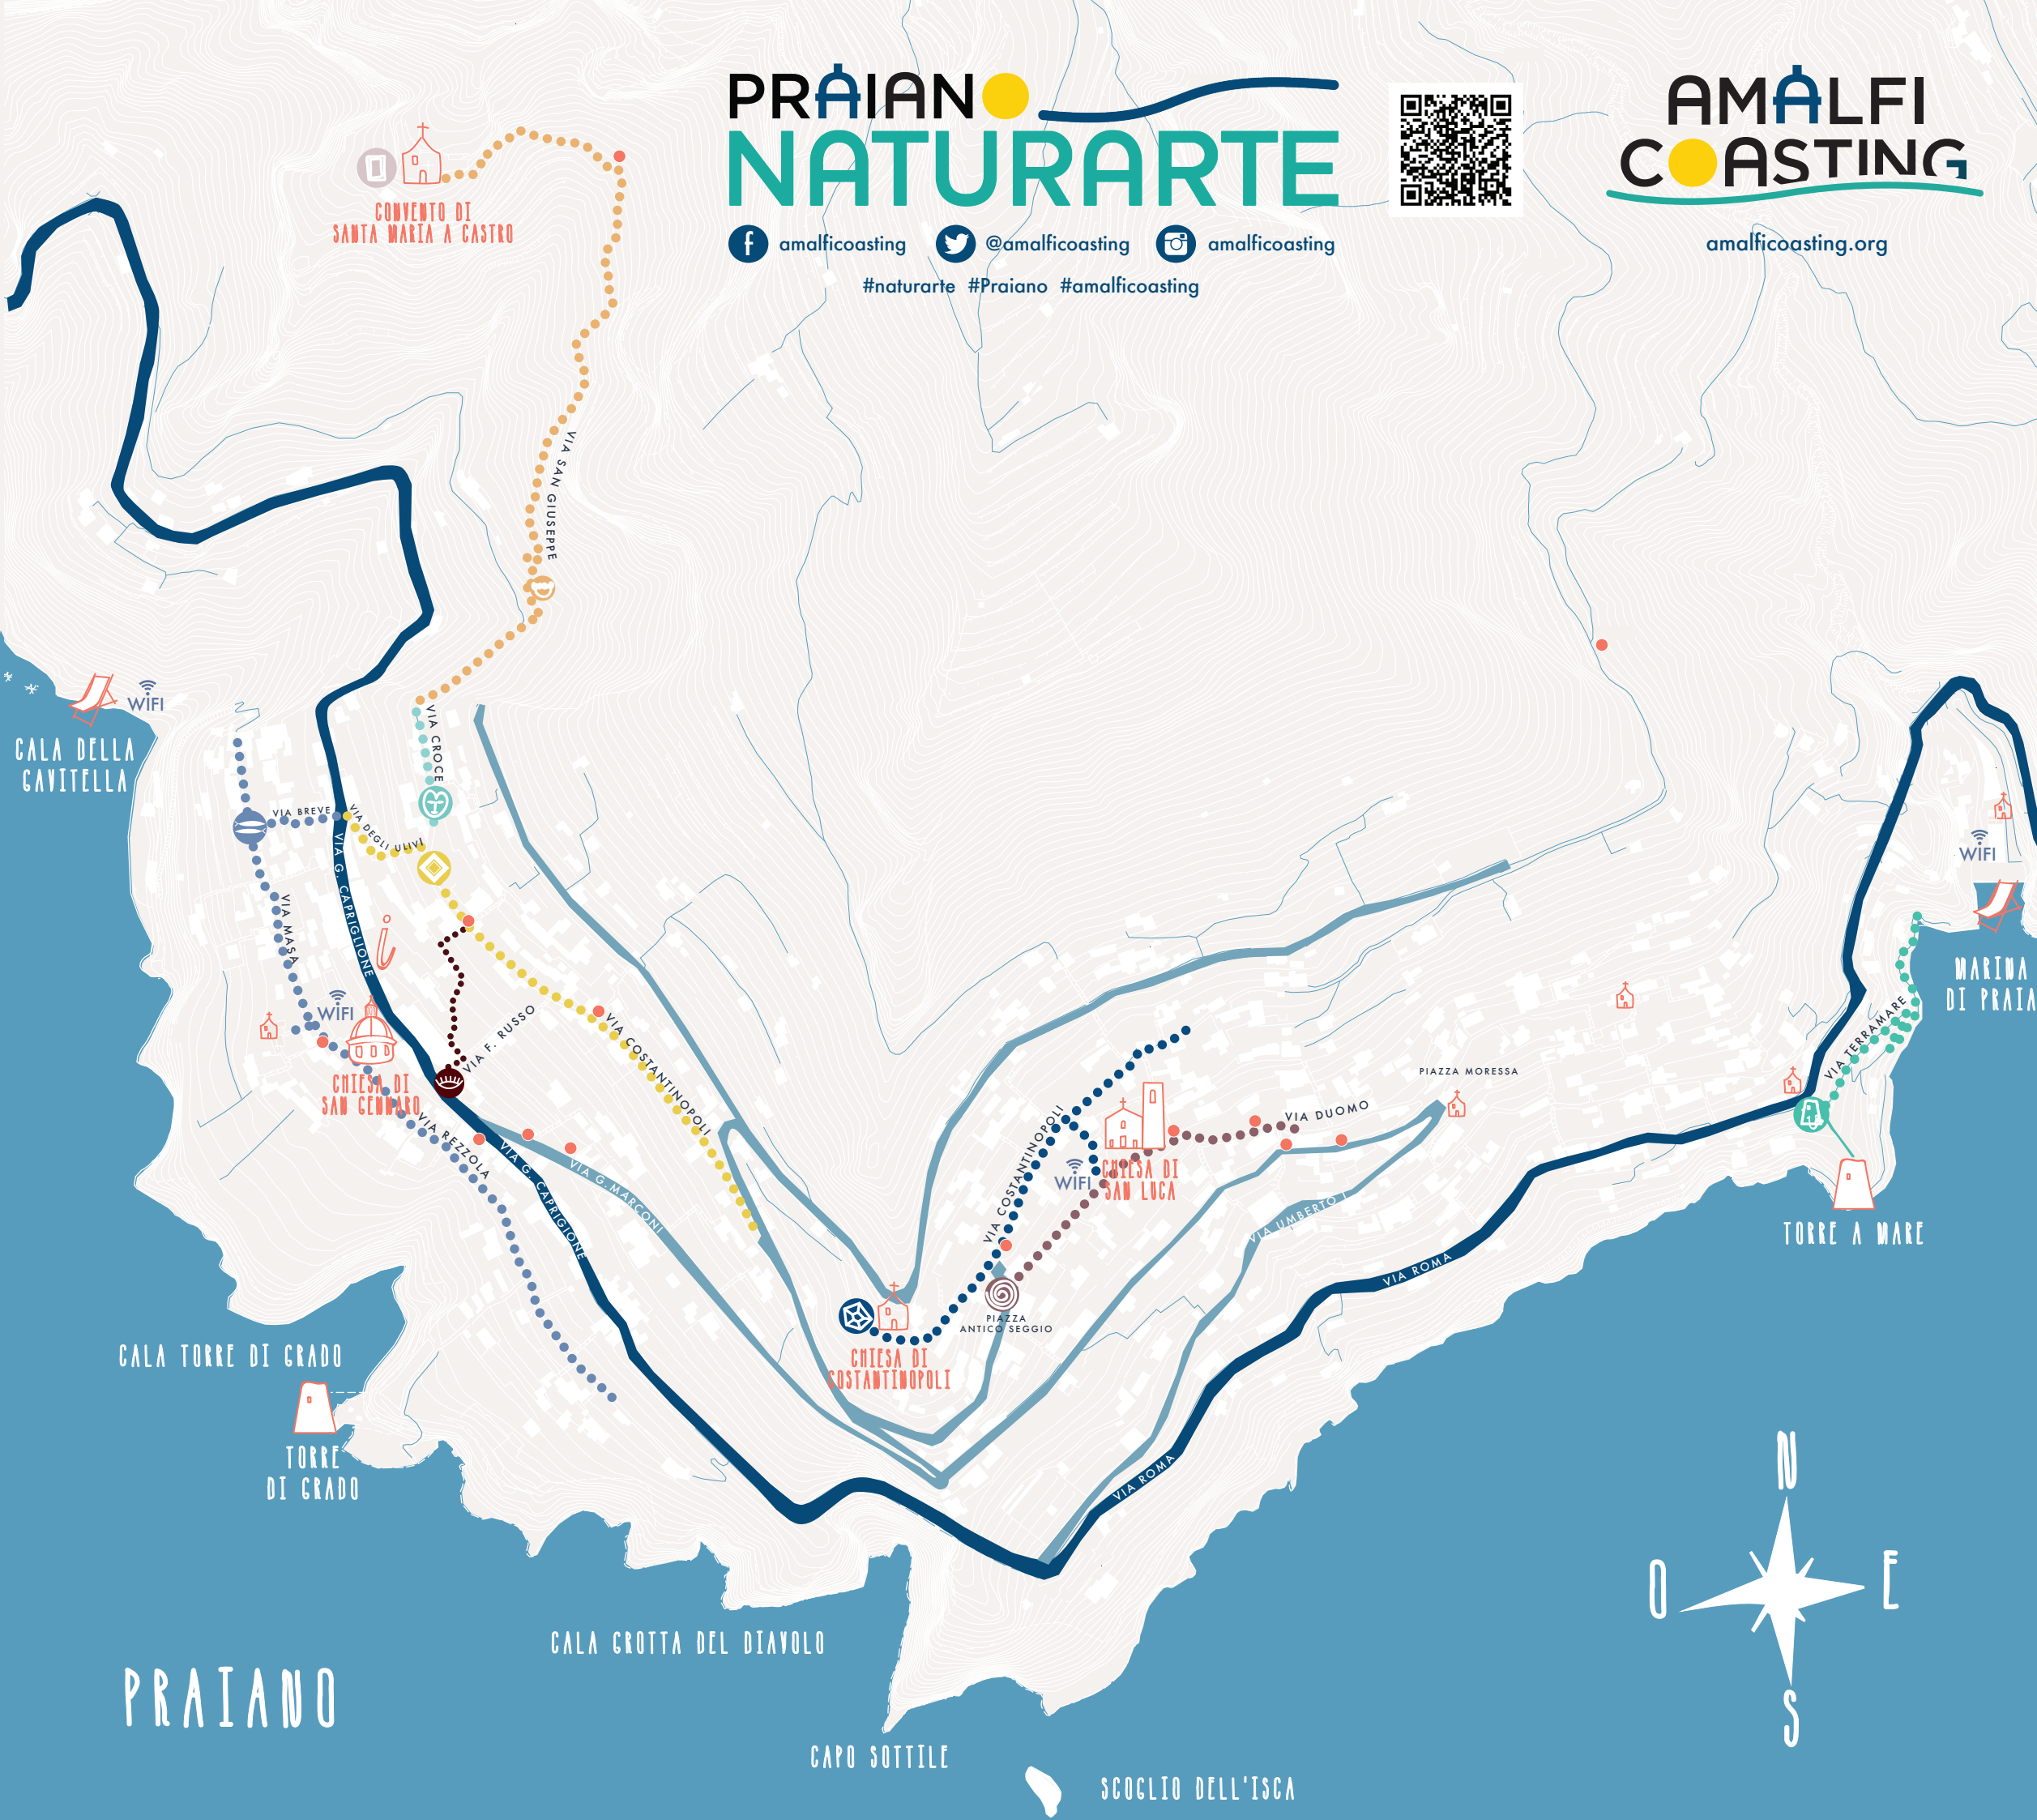 PRAIANO
NATURARTE
amalficoasting
@amalficoasting
amalficoasting
#naturarte #Praiano #amalficoasting
AMALFI
COASTING
amalficoasting.org
CONVENTO DI
SANTA MARIA A CASTRO
VIA SAN GIUSEPPE
WIFI
CALA DELLA
GAVITELLA
VIA CROCE
VIA BREVE
VIA DEGLI ULIVI
VIA G. CAPRIGLIONE
VIA MASA
i
WIFI
CHIESA DI
SAN GENNARO
VIA F. RUSSO
VIA COSTANTINOPOLI
VIA REZZOLA
VIA G. CAPRIGLIONE
VIA G. MARCONI
VIA COSTANTINOPOLI
WIFI
CHIESA DI
SAN LUCA
VIA DUOMO
PIAZZA MORESSA
VIA UMBERTO I
PIAZZA
ANTICO SEGGIO
CHIESA DI
COSTANTINOPOLI
VIA ROMA
VIA ROMA
WIFI
MARINA
DI PRAIA
VIA TERRAMARE
TORRE A MARE
CALA TORRE DI GRADO
TORRE
DI GRADO
CALA GROTTA DEL DIAVOLO
PRAIANO
CAPO SOTTILE
SCOGLIO DELL'ISCA
N
O
E
S